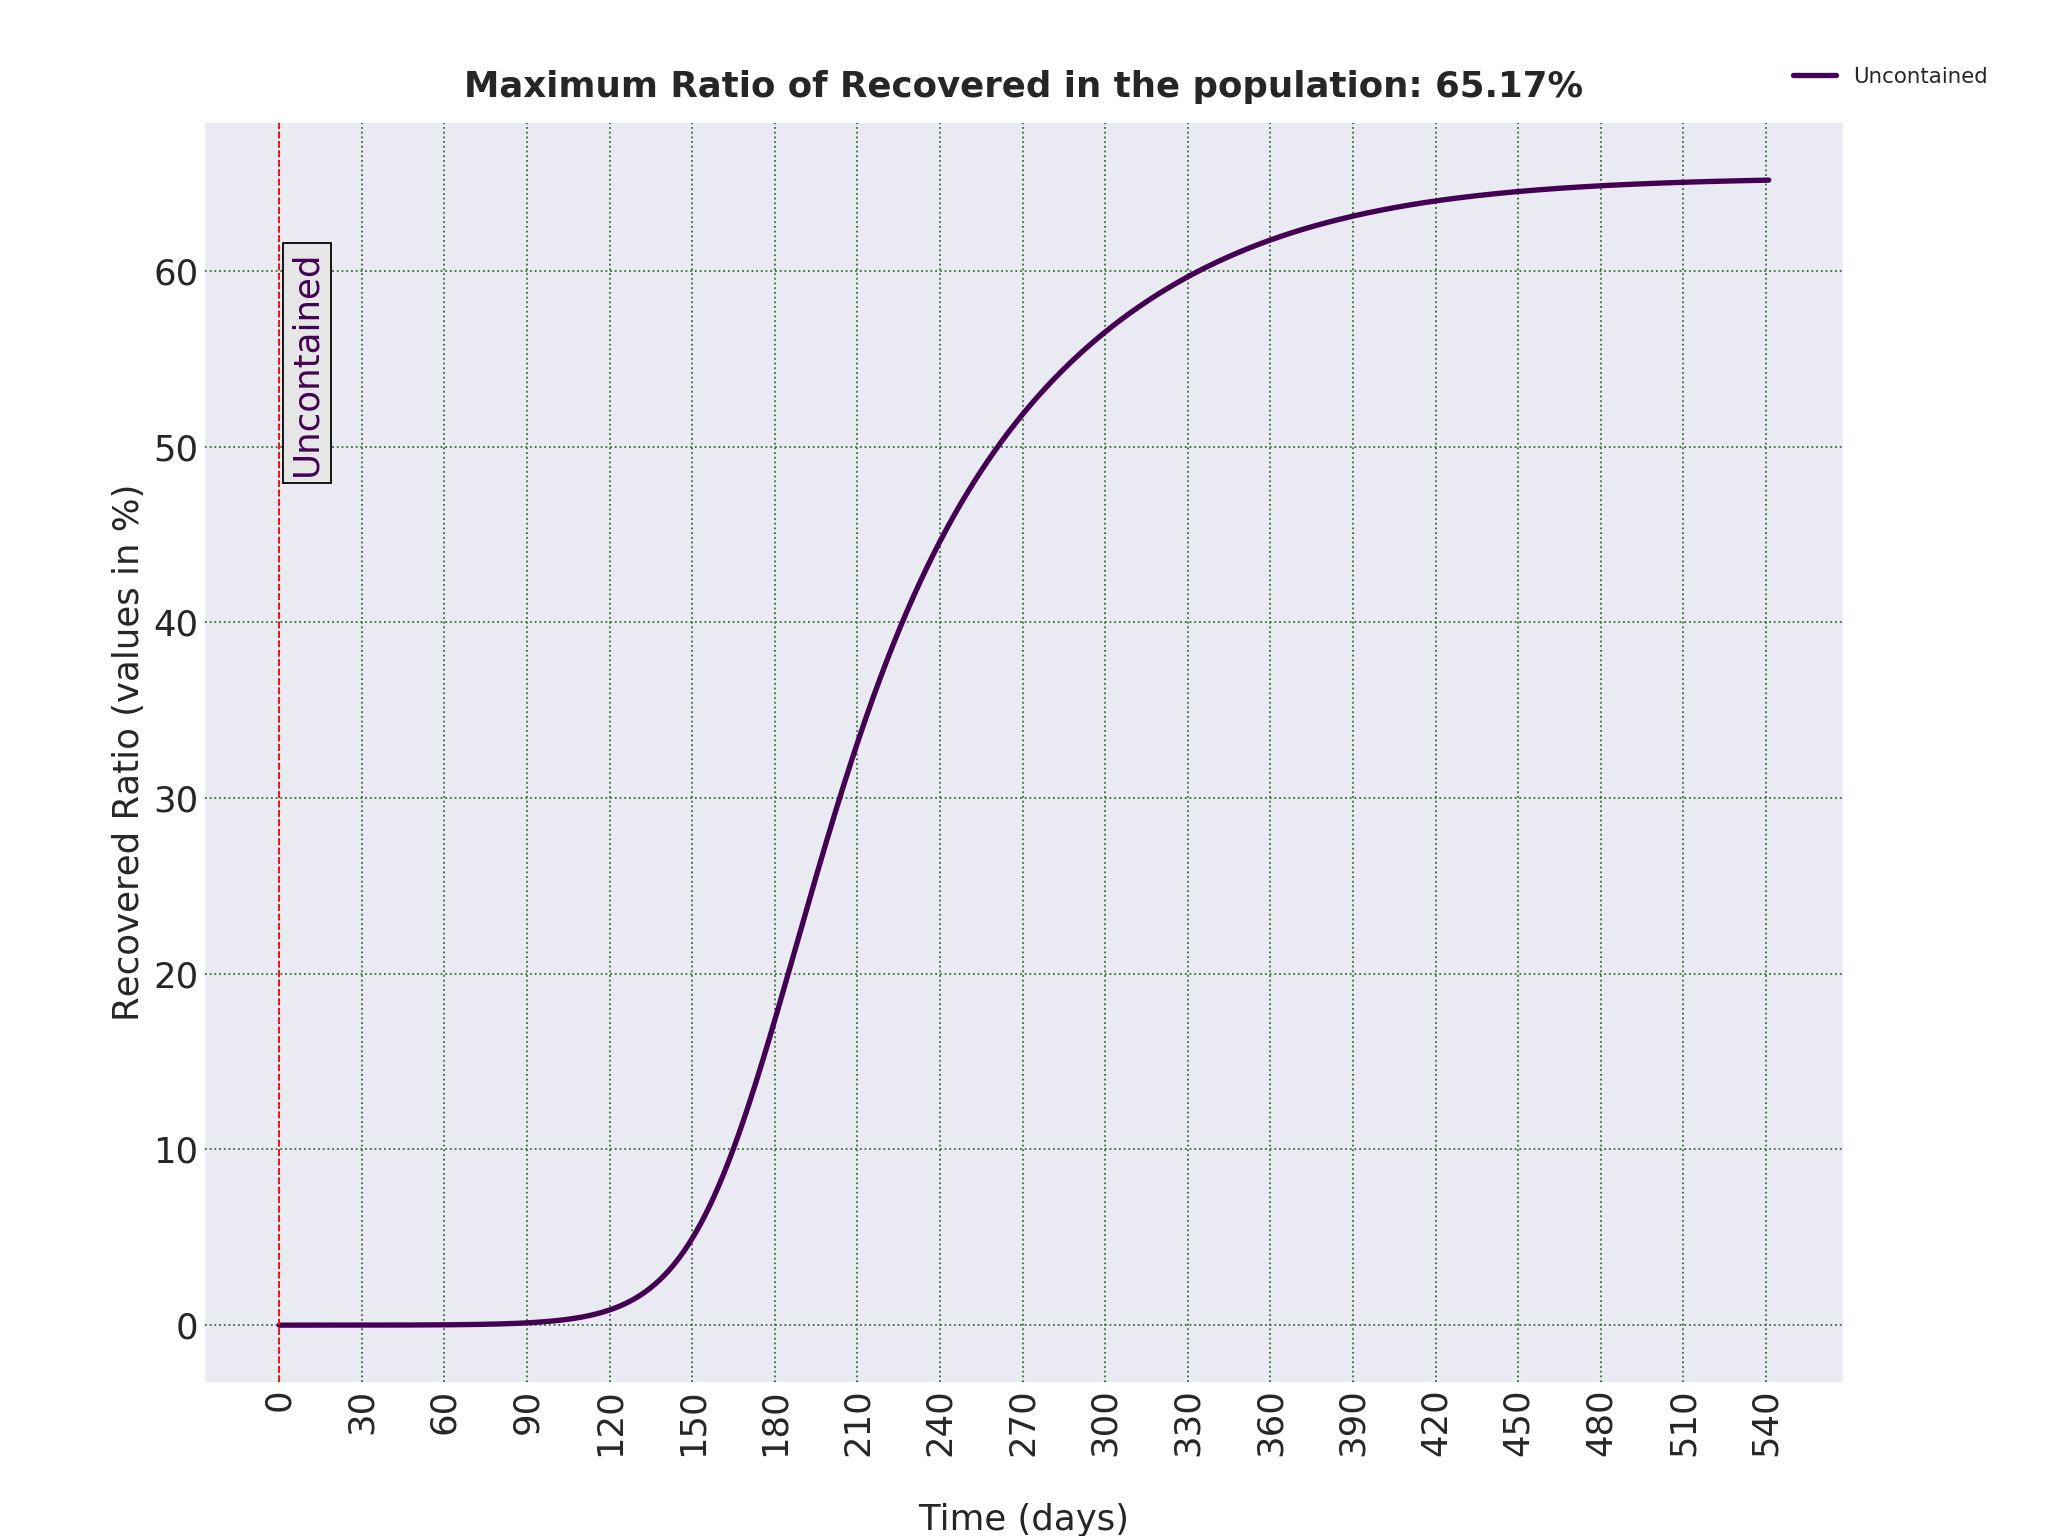 Maximum Ratio of Recovered in the population: 65.17%
Uncontained
Uncontained
Recovered Ratio (values in %)
60
50
40
30
20
10
0
0 30 60 90 120 150 180 210 240 270 300 330 360 390 420 450 480 510 540
Time (days)